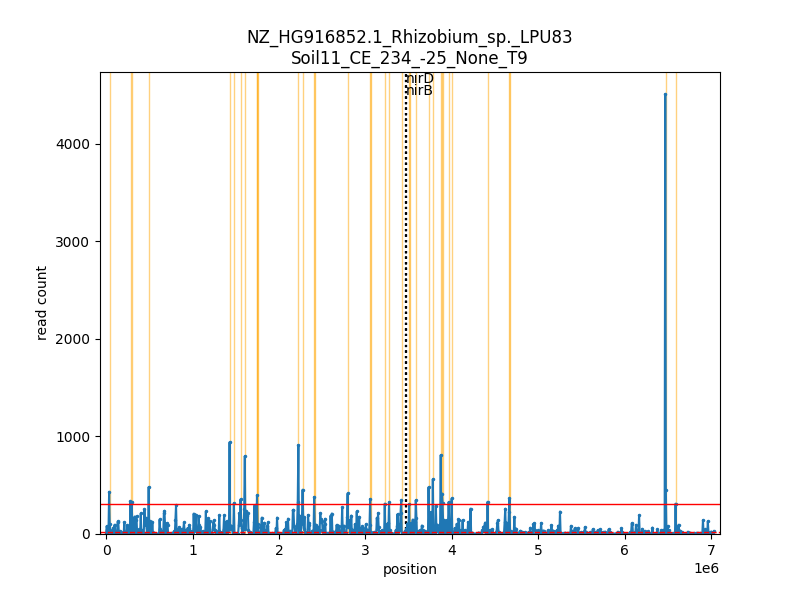 NZ_HG916852.1_Rhizobium_sp._LPU83
Soil11_CE_234_-25_None_T9
nirD
nirB
4000
3000
2000
1000
0
read count
0 1 2 3 4 5 6 7
1e6
position